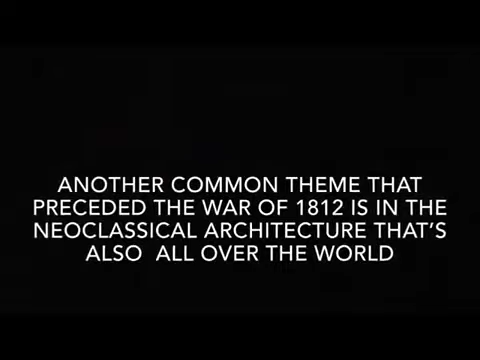 ANOTHER COMMON THEME THAT
PRECEDED THE WAR OF 1812 IS IN THE
NEOCLASSICAL ARCHITECTURE THAT’S
ALSO  ALL OVER THE WORLD